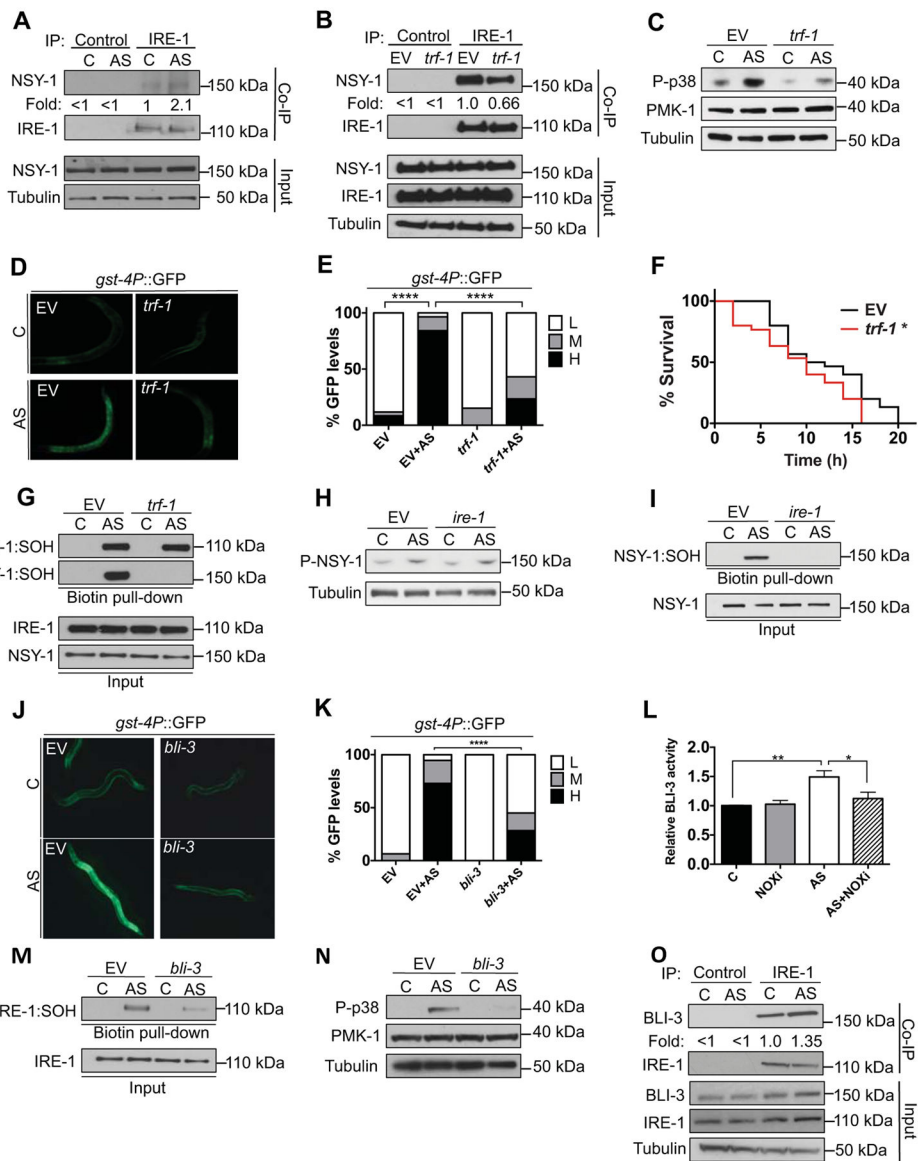 A
IP: Control IRE-1
C AS C AS
NSY-1 150 kDa
Fold: <1 <1 1 2.1
IRE-1 110 kDa
Co-IP
NSY-1 150 kDa
Tubulin 50 kDa
Input
B
IP: Control IRE-1
EV trf-1 EV trf-1
NSY-1 150 kDa
Fold: <1 <1 1.0 0.66
IRE-1 110 kDa
Co-IP
NSY-1 150 kDa
IRE-1 110 kDa
Tubulin 50 kDa
Input
C
EV trf-1
C AS C AS
P-p38 40 kDa
PMK-1 40 kDa
Tubulin 50 kDa
D
gst-4P::GFP
EV trf-1
C
EV trf-1
AS
E
gst-4P::GFP
**** ****
% GFP levels
100
50
0
L
M
H
EV EV+AS trf-1 trf-1+AS
F
% Survival
100
50
0
EV
trf-1 *
0 5 10 15 20
Time (h)
G
EV trf-1
C AS C AS
-1:SOH 110 kDa
-1:SOH 150 kDa
Biotin pull-down
IRE-1 110 kDa
NSY-1 150 kDa
Input
H
EV ire-1
C AS C AS
P-NSY-1 150 kDa
Tubulin 50 kDa
I
EV ire-1
C AS C AS
NSY-1:SOH 150 kDa
Biotin pull-down
NSY-1 150 kDa
Input
J
gst-4P::GFP
EV bli-3
C
EV bli-3
AS
K
gst-4P::GFP
****
% GFP levels
100
50
0
L
M
H
EV EV+AS bli-3 bli-3+AS
L
Relative BLI-3 actvity
2.0
1.5
1.0
0.5
0.0
** *
C NOXi AS AS+NOXi
M
EV bli-3
C AS C AS
RE-1:SOH 110 kDa
Biotin pull-down
IRE-1 110 kDa
Input
N
EV bli-3
C AS C AS
P-p38 40 kDa
PMK-1 40 kDa
Tubulin 50 kDa
O
IP: Control IRE-1
C AS C AS
BLI-3 150 kDa
Fold: <1 <1 1.0 1.35
IRE-1 110 kDa
Co-IP
BLI-3 150 kDa
IRE-1 110 kDa
Tubulin 50 kDa
Input